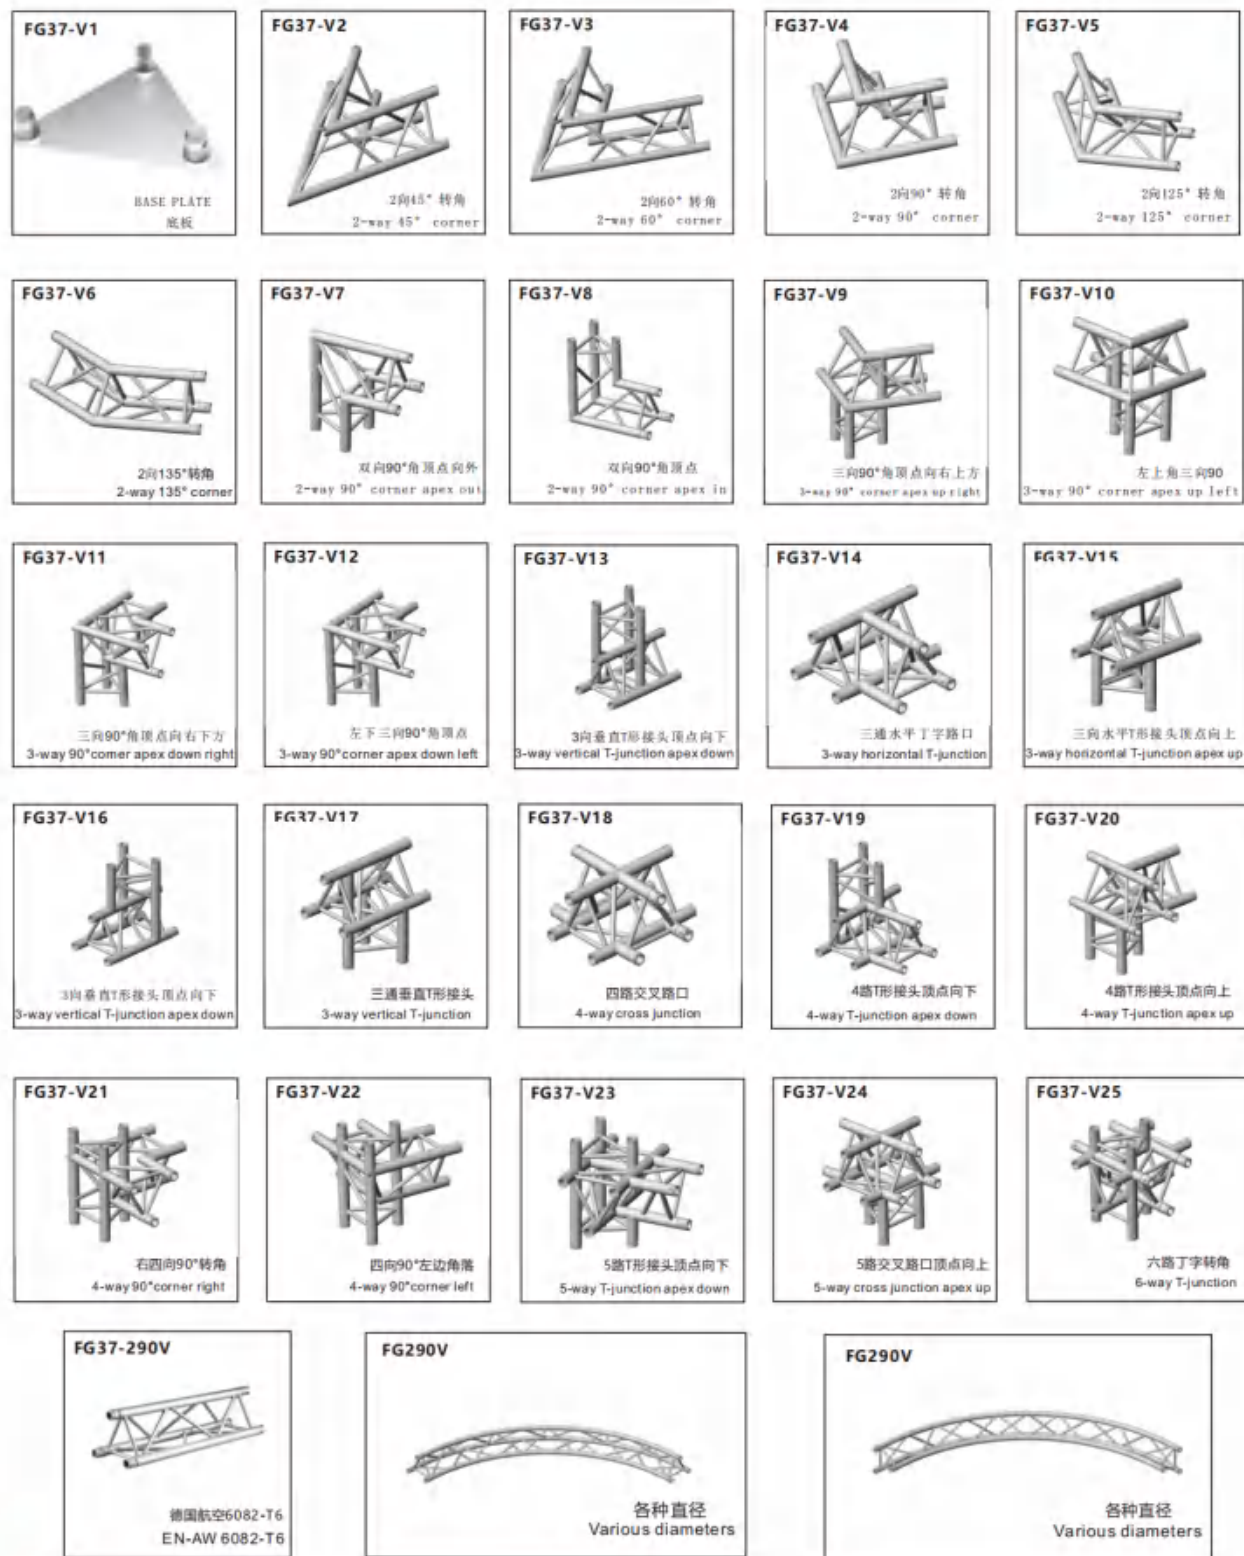 FG37-V1
BASE PLATE
底板
FG37-V2
2向45° 转角
2-way 45° corner
FG37-V3
2向60° 转角
2-way 60° corner
FG37-V4
2向90° 转角
2-way 90° corner
FG37-V5
2向125° 转角
2-way 125° corner
FG37-V6
2向135°转角
2-way 135° corner
FG37-V7
双向90°角顶点向外
2-way 90° corner apex out
FG37-V8
双向90°角顶点
2-way 90° corner apex in
FG37-V9
三向90°角顶点向右上方
3-way 90° corner apex up right
FG37-V10
左上角三向90
3-way 90° corner apex up left
FG37-V11
三向90°角顶点向右下方
3-way 90°corner apex down right
FG37-V12
左下三向90°角顶点
3-way 90°corner apex down left
FG37-V13
3向垂直T形接头顶点向下
3-way vertical T-junction apex down
FG37-V14
三通水平丁字路口
3-way horizontal T-junction
FG37-V15
三向水平T形接头顶点向上
3-way horizontal T-junction apex up
FG37-V16
3向垂直T形接头顶点向下
3-way vertical T-junction apex down
FG37-V17
三通垂直T形接头
3-way vertical T-junction
FG37-V18
四路交叉路口
4-way cross junction
FG37-V19
4路T形接头顶点向下
4-way T-junction apex down
FG37-V20
4路T形接头顶点向上
4-way T-junction apex up
FG37-V21
右四向90°转角
4-way 90°corner right
FG37-V22
四向90°左边角落
4-way 90°corner left
FG37-V23
5路T形接头顶点向下
5-way T-junction apex down
FG37-V24
5路交叉路口顶点向上
5-way cross junction apex up
FG37-V25
六路丁字转角
6-way T-junction
FG37-290V
德国航空6082-T6
EN-AW 6082-T6
FG290V
各种直径
Various diameters
FG290V
各种直径
Various diameters